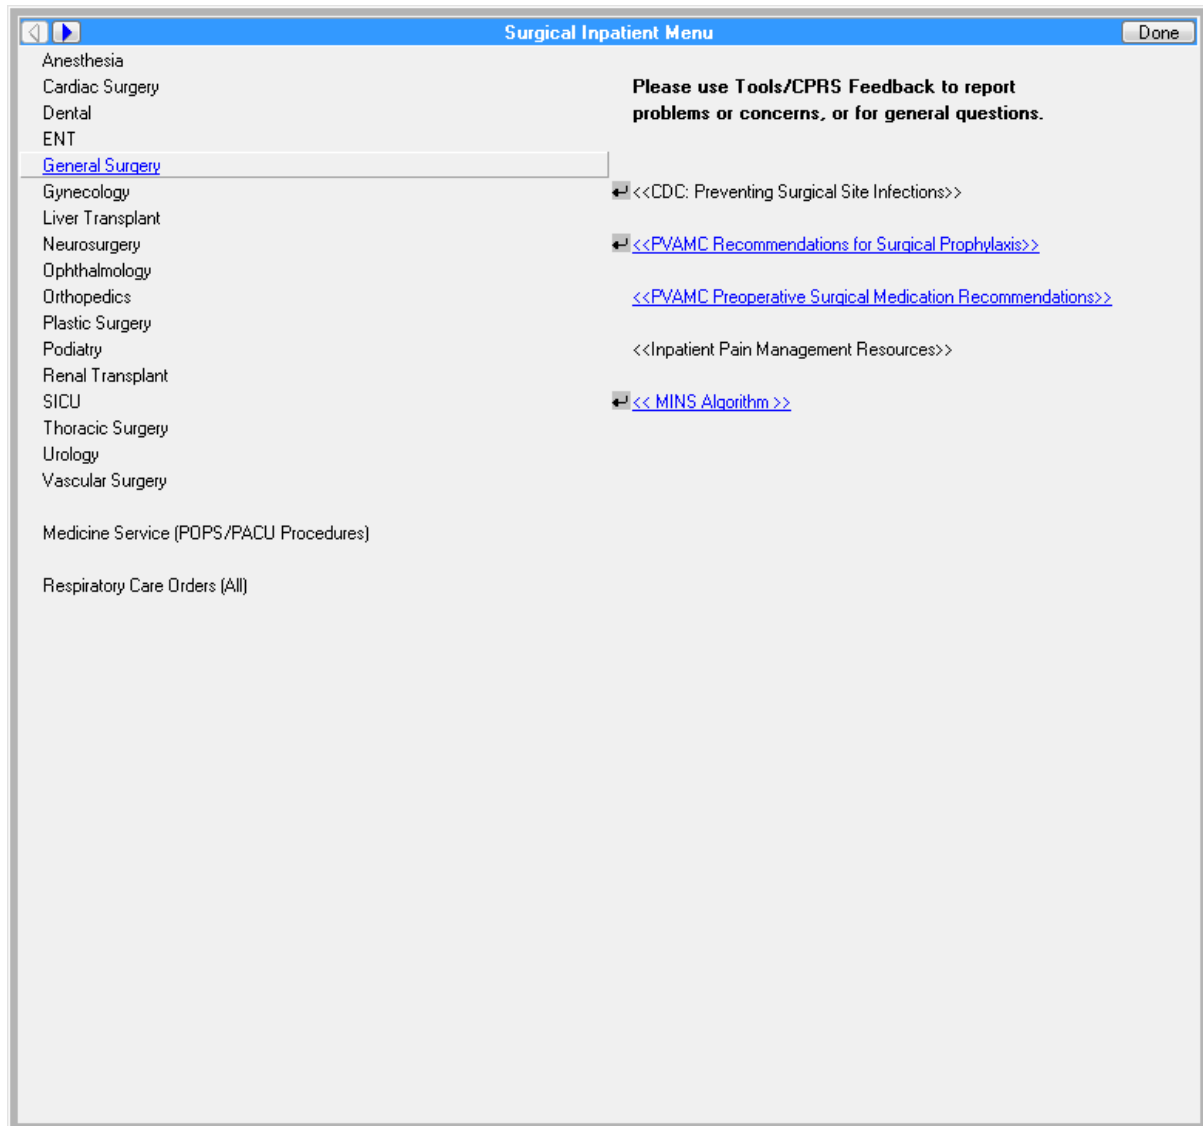 Surgical Inpatient Menu
Done
Anesthesia
Cardiac Surgery
Dental
ENT
General Surgery
Gynecology
Liver Transplant
Neurosurgery
Ophthalmology
Orthopedics
Plastic Surgery
Podiatry
Renal Transplant
SICU
Thoracic Surgery
Urology
Vascular Surgery
Medicine Service (POPS/PACU Procedures)
Respiratory Care Orders (All)
Please use Tools/CPRS Feedback to report
problems or concerns, or for general questions.
<<CDC: Preventing Surgical Site Infections>>
<<PVAMC Recommendations for Surgical Prophylaxis>>
<<PVAMC Preoperative Surgical Medication Recommendations>>
<<Inpatient Pain Management Resources>>
<< MINS Algorithm >>